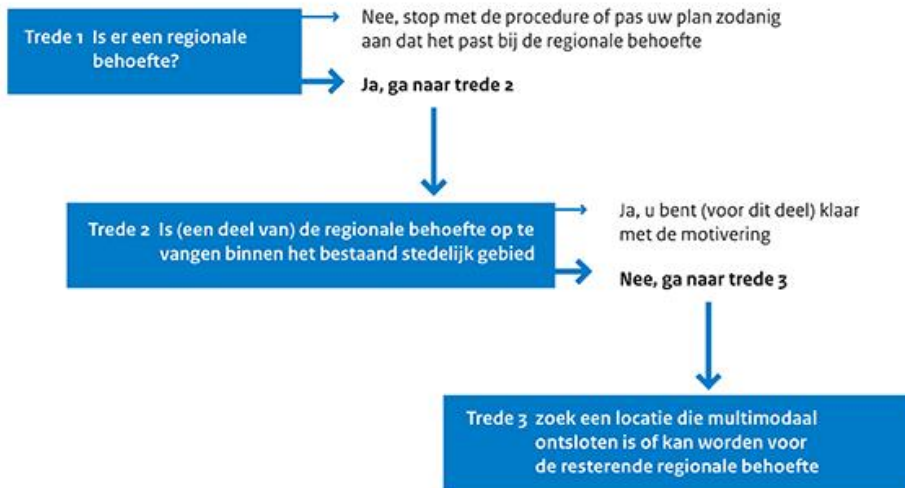 Trede 1 Is er een regionale
behoefte?
Nee, stop met de procedure of pas uw plan zodanig
aan dat het past bij de regionale behoefte
Ja, ga naar trede 2
Trede 2 Is (een deel van) de regionale behoefte op te
vangen binnen het bestaand stedelijk gebied
Ja, u bent (voor dit deel) klaar
met de motivering
Nee, ga naar trede 3
Trede 3 zoek een locatie die multimodaal
ontsloten is of kan worden voor
de resterende regionale behoefte